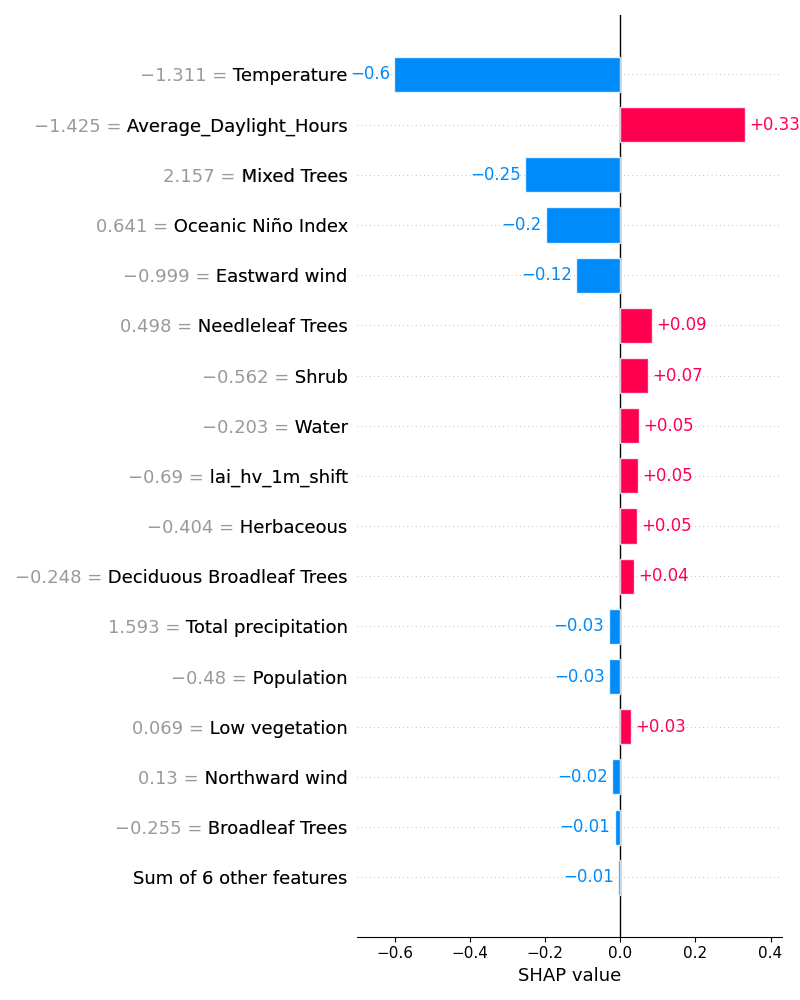 −1.311 = Temperature −0.6
−1.425 = Average_Daylight_Hours +0.33
2.157 = Mixed Trees −0.25
0.641 = Oceanic Niño Index −0.2
−0.999 = Eastward wind −0.12
0.498 = Needleleaf Trees +0.09
−0.562 = Shrub +0.07
−0.203 = Water +0.05
−0.69 = lai_hv_1m_shift +0.05
−0.404 = Herbaceous +0.05
−0.248 = Deciduous Broadleaf Trees +0.04
1.593 = Total precipitation −0.03
−0.48 = Population −0.03
0.069 = Low vegetation +0.03
0.13 = Northward wind −0.02
−0.255 = Broadleaf Trees −0.01
Sum of 6 other features −0.01
−0.6 −0.4 −0.2 0.0 0.2 0.4
SHAP value